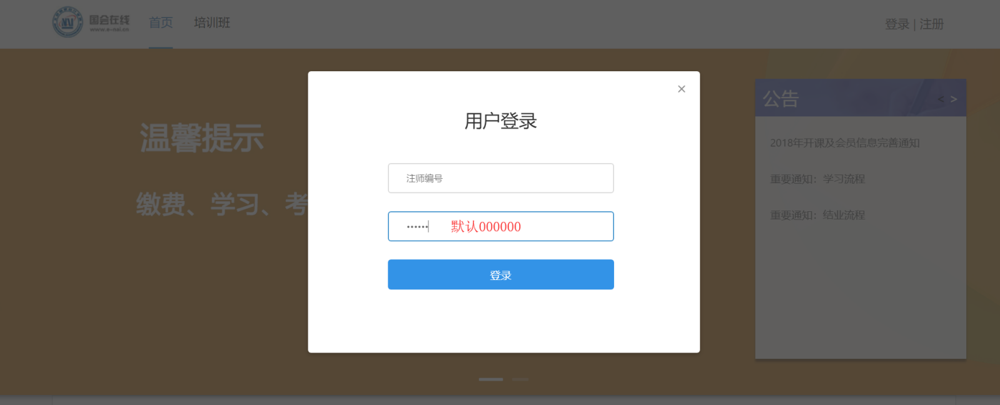 国会在线
www.e-nai.cn
首页
培训班
登录 | 注册
温馨提示
缴费、学习、考
用户登录
注师编号
••••••
默认000000
登录
公告
< >
2018年开课及会员信息完善通知
重要通知：学习流程
重要通知：结业流程